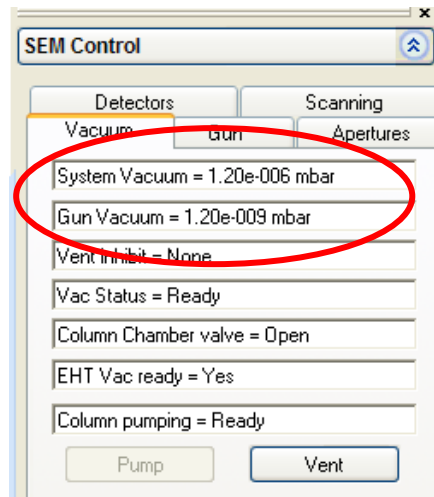 x
SEM Control
Detectors Scanning
Vacuum Gun Apertures
System Vacuum = 1.20e-006 mbar
Gun Vacuum = 1.20e-009 mbar
Vent Inhibit = None
Vac Status = Ready
Column Chamber valve = Open
EHT Vac ready = Yes
Column pumping = Ready
Pump Vent